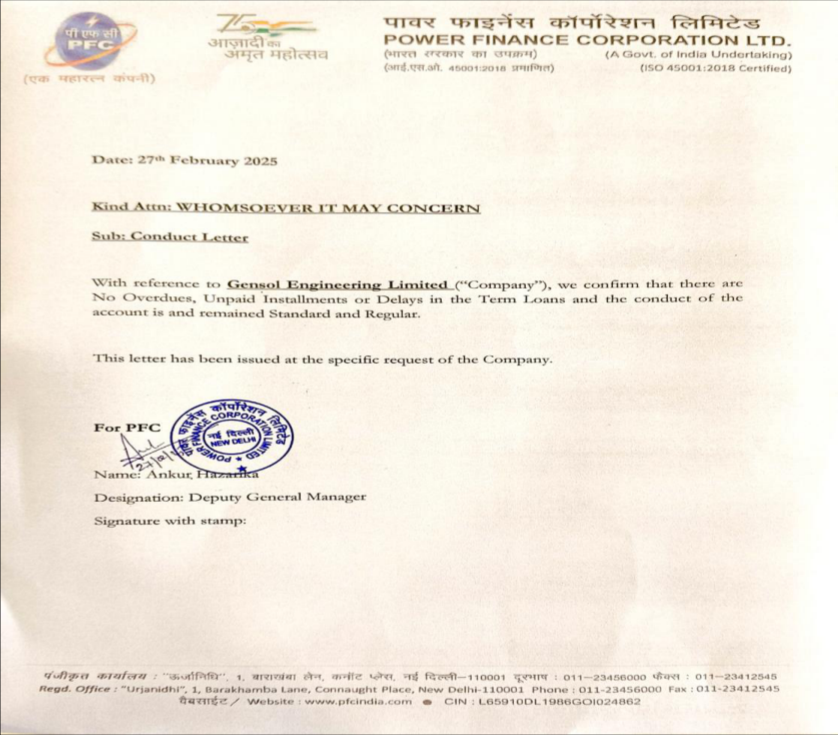 पी एफ सी
PFC
(एक महारत्न कंपनी)
75
आज़ादी का
अमृत महोत्सव
पावर फाइनेंस कॉर्पोरेशन लिमिटेड
POWER FINANCE CORPORATION LTD.
(भारत सरकार का उपक्रम) (A Govt. of India Undertaking)
(आई.एस.ओ. 45001:2018 प्रमाणित) (ISO 45001:2018 Certified)
Date: 27th February 2025
Kind Attn: WHOMSOEVER IT MAY CONCERN
Sub: Conduct Letter
With reference to Gensol Engineering Limited (“Company”), we confirm that there are
No Overdues, Unpaid Installments or Delays in the Term Loans and the conduct of the
account is and remained Standard and Regular.
This letter has been issued at the specific request of the Company.
For PFC
पावर फाइनेंस कॉर्पोरेशन लिमिटेड
POWER FINANCE CORPORATION LIMITED
नई दिल्ली
NEW DELHI
Name: Ankur Hazarika
Designation: Deputy General Manager
Signature with stamp:
पंजीकृत कार्यालय : "ऊर्जानिधि", 1, बाराखंबा लेन, कनॉट प्लेस, नई दिल्ली–110001 दूरभाष : 011–23456000 फैक्स : 011–23412545
Regd. Office : "Urjanidhi", 1, Barakhamba Lane, Connaught Place, New Delhi-110001 Phone : 011-23456000 Fax : 011-23412545
वैबसाईट / Website : www.pfcindia.com ● CIN : L65910DL1986GOI024862